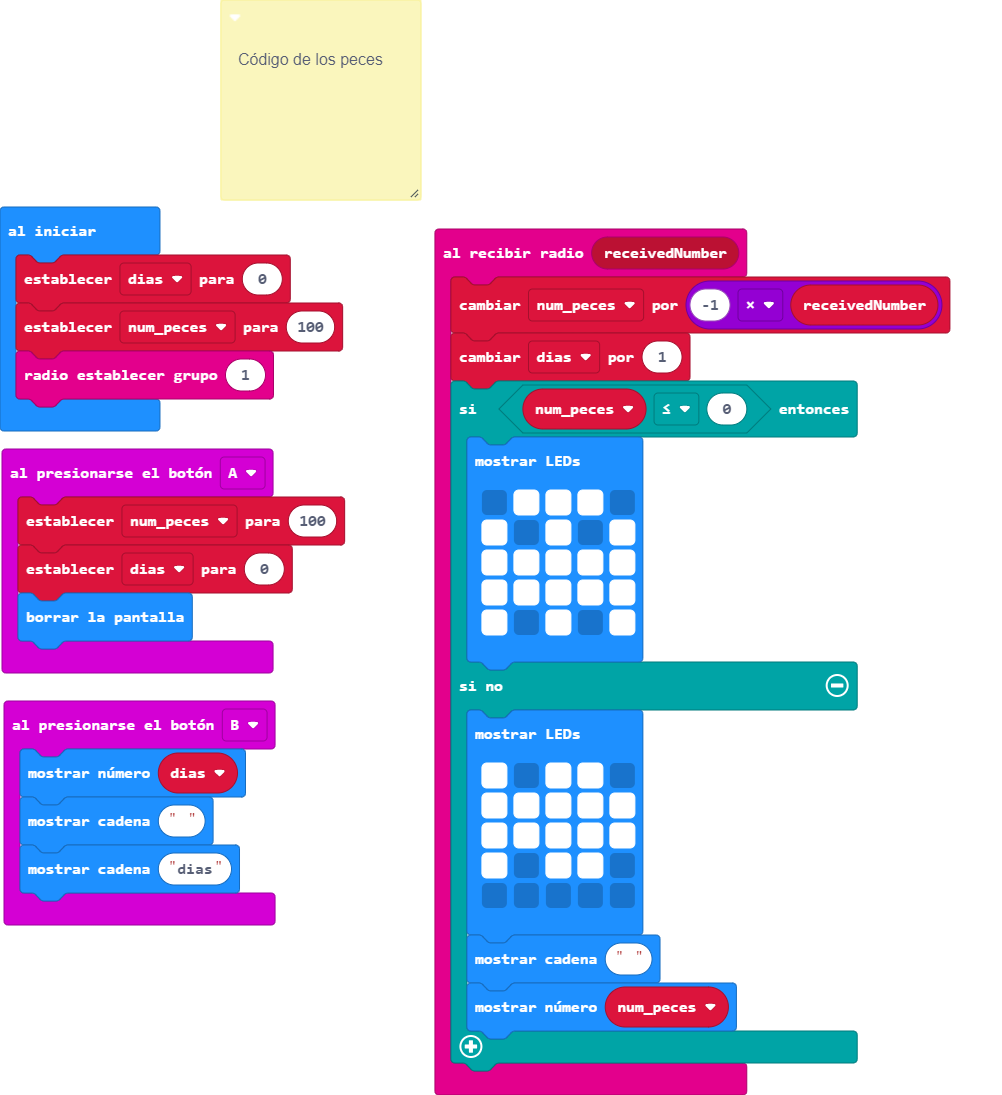 Código de los peces
al iniciar
establecer dias para 0
establecer num_peces para 100
radio establecer grupo 1
al presionarse el botón A
establecer num_peces para 100
establecer dias para 0
borrar la pantalla
al presionarse el botón B
mostrar número dias
mostrar cadena " "
mostrar cadena "dias"
al recibir radio receivedNumber
cambiar num_peces por -1 × receivedNumber
cambiar dias por 1
si num_peces ≤ 0 entonces
mostrar LEDs
si no
mostrar LEDs
mostrar cadena " "
mostrar número num_peces